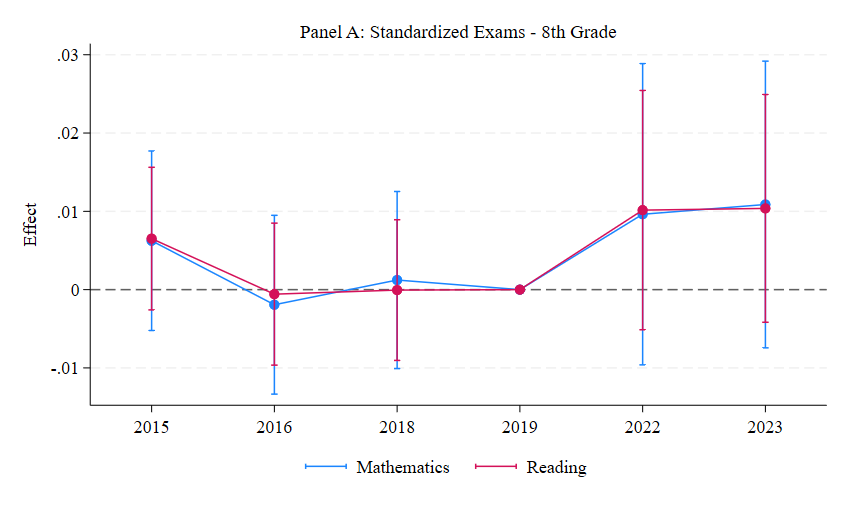 Panel A: Standardized Exams - 8th Grade
.03
.02
.01
0
-.01
Effect
2015 2016 2018 2019 2022 2023
Mathematics Reading